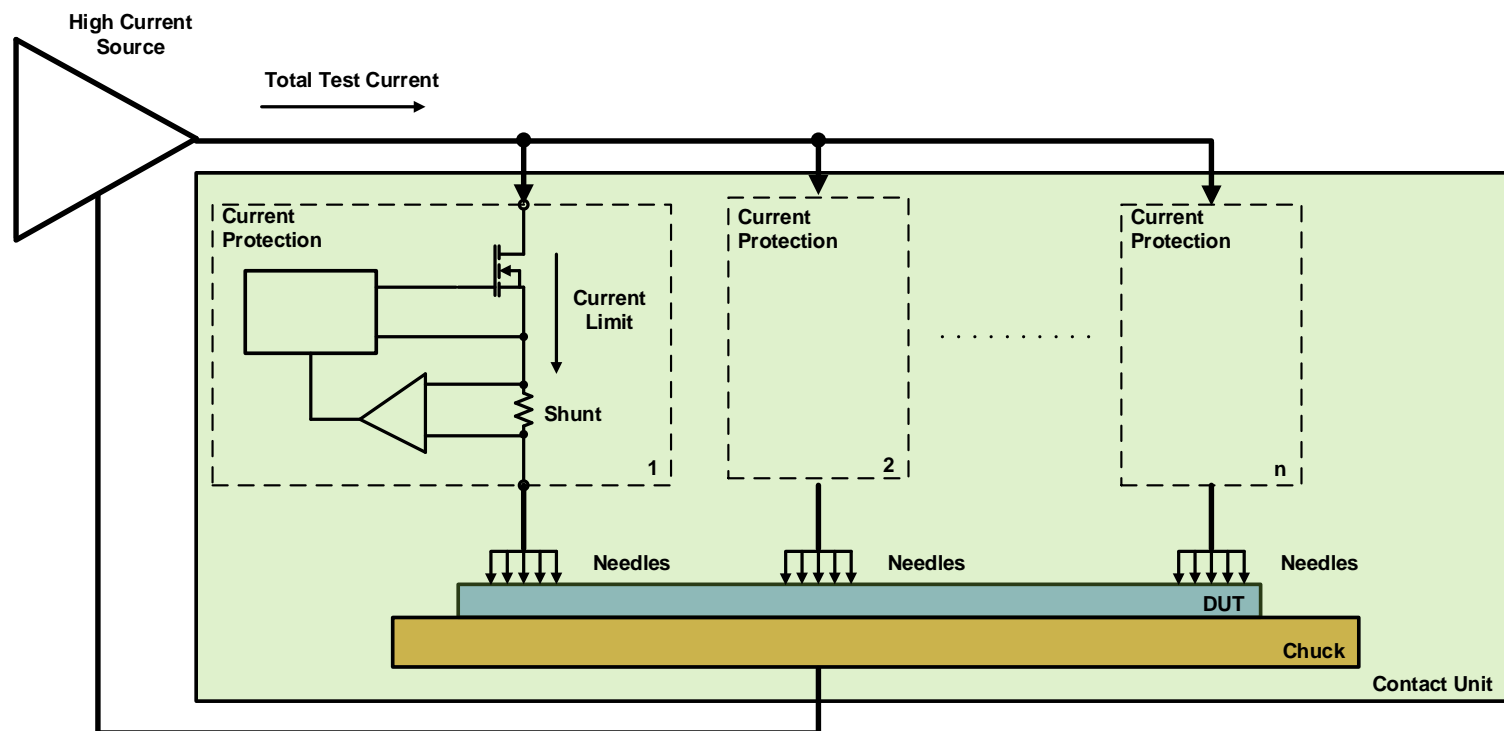 High Current
Source
Total Test Current
Current
Protection
Current
Limit
Shunt
1
Current
Protection
2
Current
Protection
n
Needles
Needles
Needles
DUT
Chuck
Contact Unit